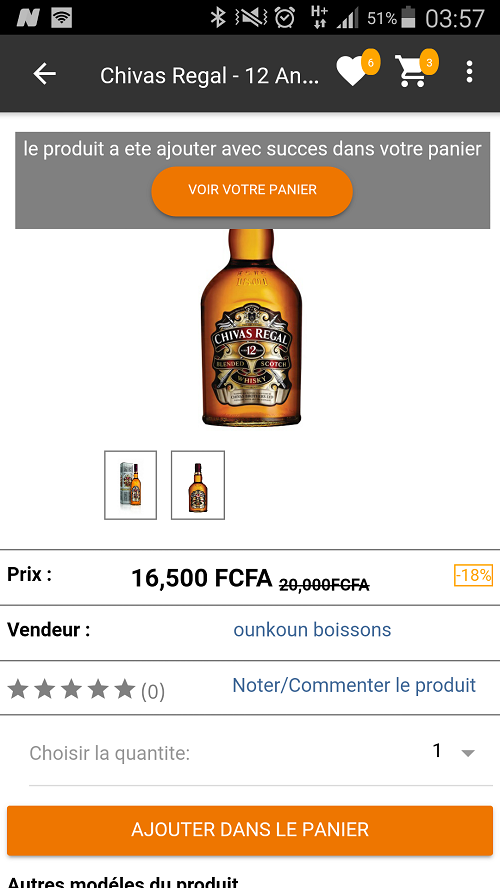 H+
51%
03:57
Chivas Regal - 12 An...
6
3
le produit a ete ajouter avec succes dans votre panier
VOIR VOTRE PANIER
CHIVAS REGAL
12
BLENDED SCOTCH
WHISKY
Prix :
16,500 FCFA 20,000FCFA
-18%
Vendeur :
ounkoun boissons
(0)
Noter/Commenter le produit
Choisir la quantite:
1
AJOUTER DANS LE PANIER
Autres modéles du produit